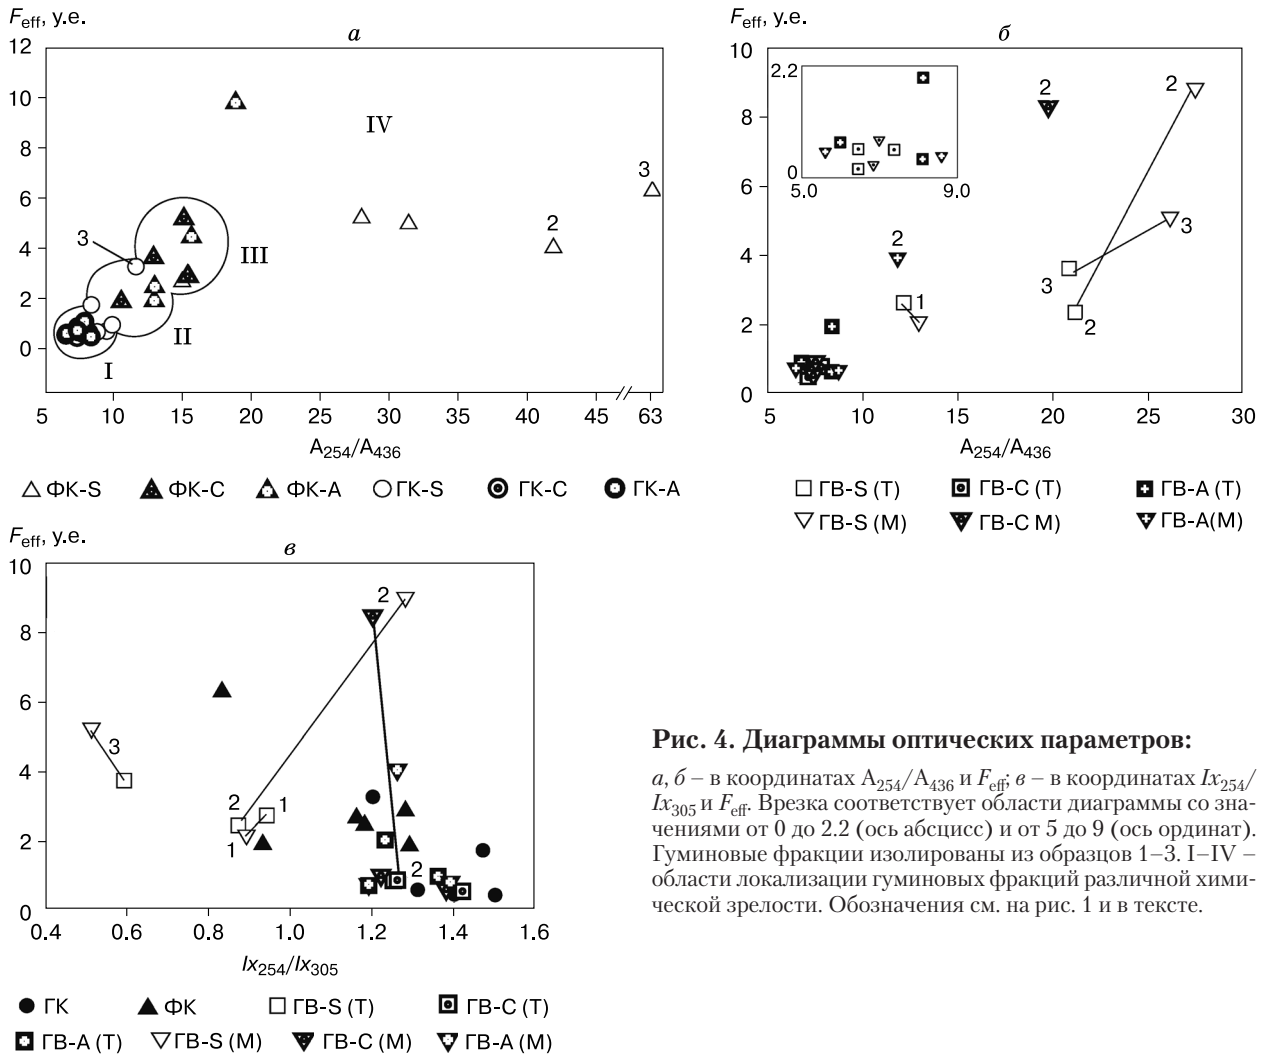 F_eff, у.е.
а
12
10
8
6
4
2
0
IV
3
2
3
III
II
I
5 10 15 20 25 30 35 40 45 63
A254/A436
ФК-S ФК-C ФК-A ГК-S ГК-C ГК-A
F_eff, у.е.
б
10
8
6
4
2
0
2.2
0
5.0 9.0
2
2
2
3
3
1
2
5 10 15 20 25 30
A254/A436
ГВ-S (Т) ГВ-C (Т) ГВ-A (Т)
ГВ-S (М) ГВ-C М) ГВ-A(М)
F_eff, у.е.
в
10
8
6
4
2
0
2
3
2
1
1
2
0.4 0.6 0.8 1.0 1.2 1.4 1.6
Ix254/Ix305
ГК ФК ГВ-S (Т) ГВ-C (Т)
ГВ-A (Т) ГВ-S (М) ГВ-C (М) ГВ-A (М)
Рис. 4. Диаграммы оптических параметров:
а, б – в координатах A254/A436 и F_eff; в – в координатах Ix254/
Ix305 и F_eff. Врезка соответствует области диаграммы со зна-
чениями от 0 до 2.2 (ось абсцисс) и от 5 до 9 (ось ординат).
Гуминовые фракции изолированы из образцов 1–3. I–IV –
области локализации гуминовых фракций различной хими-
ческой зрелости. Обозначения см. на рис. 1 и в тексте.